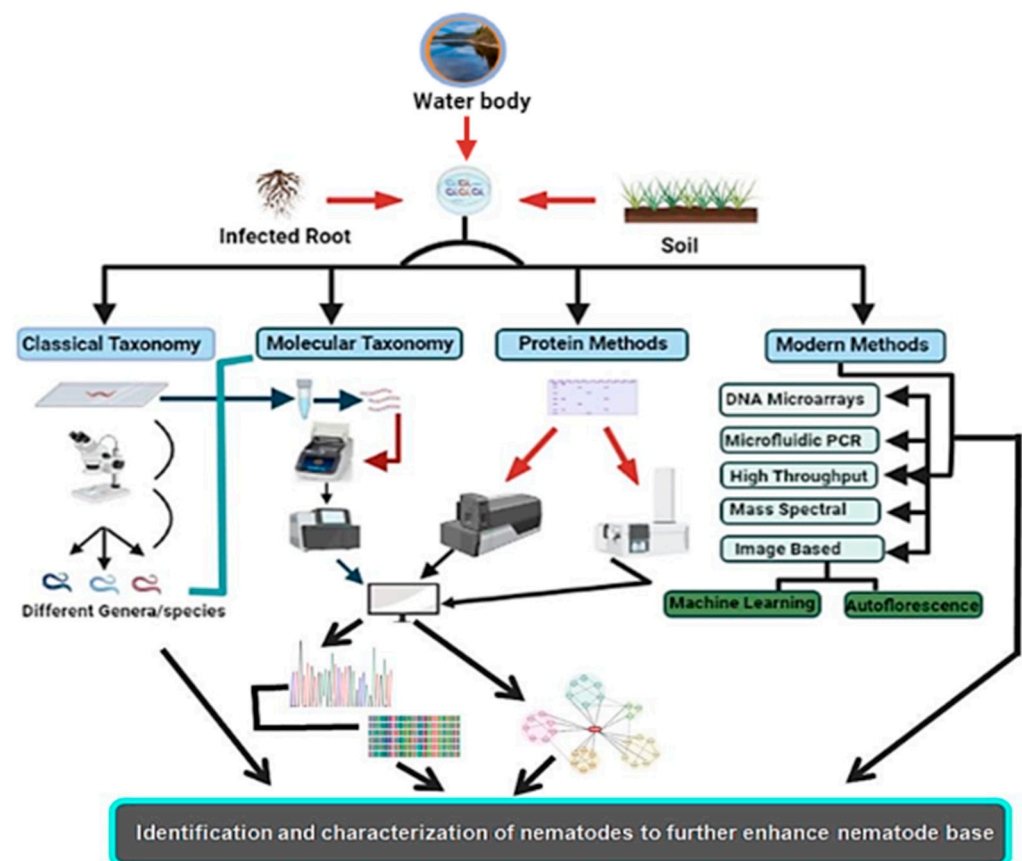 Water body
Infected Root
Soil
Classical Taxonomy
Molecular Taxonomy
Protein Methods
Modern Methods
DNA Microarrays
Microfluidic PCR
High Throughput
Mass Spectral
Image Based
Machine Learning
Autoflorescence
Different Genera/species
Identification and characterization of nematodes to further enhance nematode base